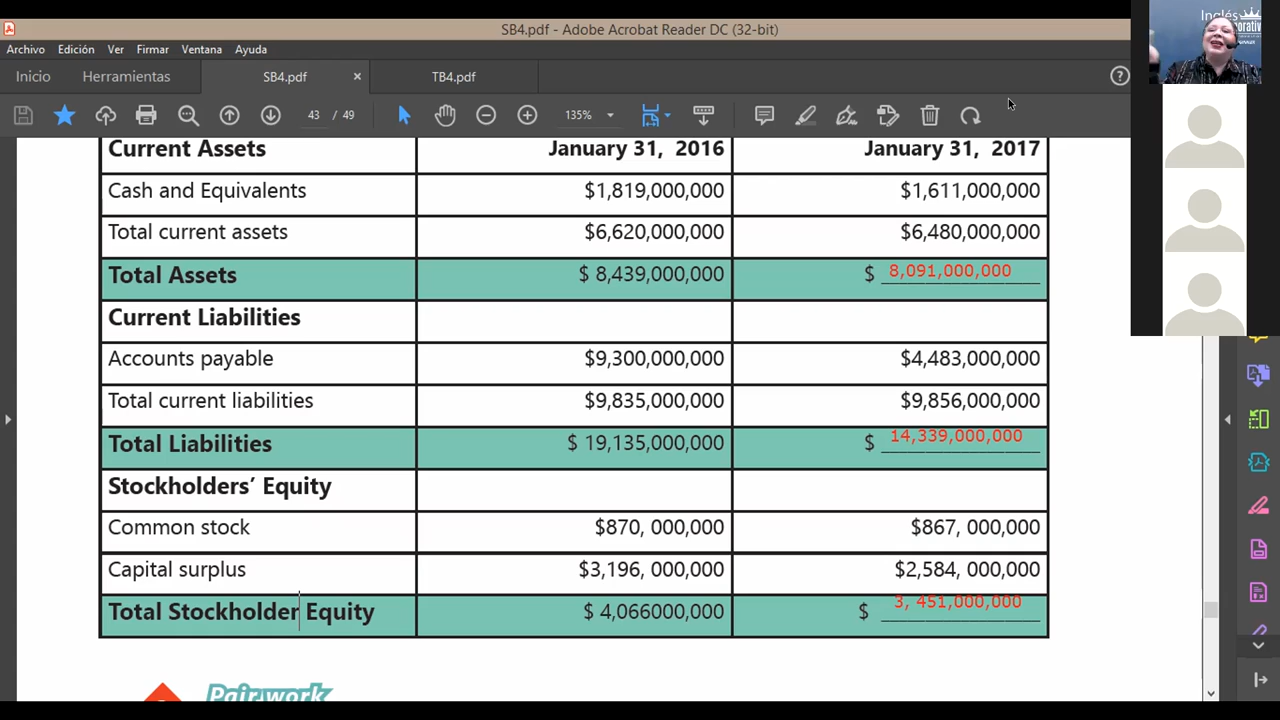 SB4.pdf - Adobe Acrobat Reader DC (32-bit)
Archivo Edición Ver Firmar Ventana Ayuda
Inicio Herramientas SB4.pdf × TB4.pdf
43 / 49 135%
Current Assets January 31, 2016 January 31, 2017
Cash and Equivalents $1,819,000,000 $1,611,000,000
Total current assets $6,620,000,000 $6,480,000,000
Total Assets $ 8,439,000,000 $ 8,091,000,000
Current Liabilities
Accounts payable $9,300,000,000 $4,483,000,000
Total current liabilities $9,835,000,000 $9,856,000,000
Total Liabilities $ 19,135,000,000 $ 14,339,000,000
Stockholders’ Equity
Common stock $870, 000,000 $867, 000,000
Capital surplus $3,196, 000,000 $2,584, 000,000
Total Stockholder Equity $ 4,066000,000 $ 3, 451,000,000
Pair work
Inglés